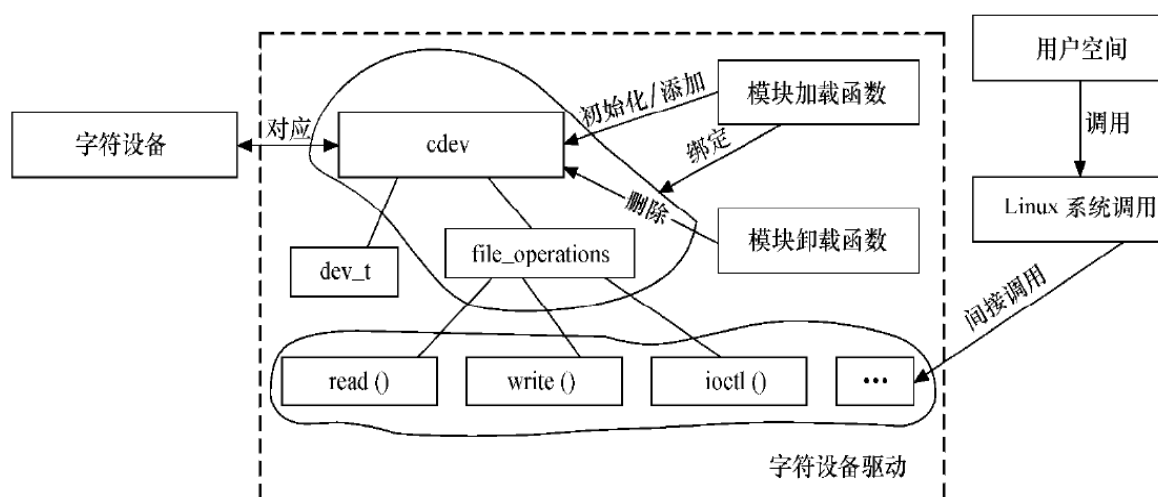 用户空间
初始化/添加
模块加载函数
调用
字符设备
对应
cdev
绑定
删除
Linux 系统调用
模块卸载函数
file_operations
dev_t
间接调用
read ()
write ()
ioctl ()
•••
字符设备驱动